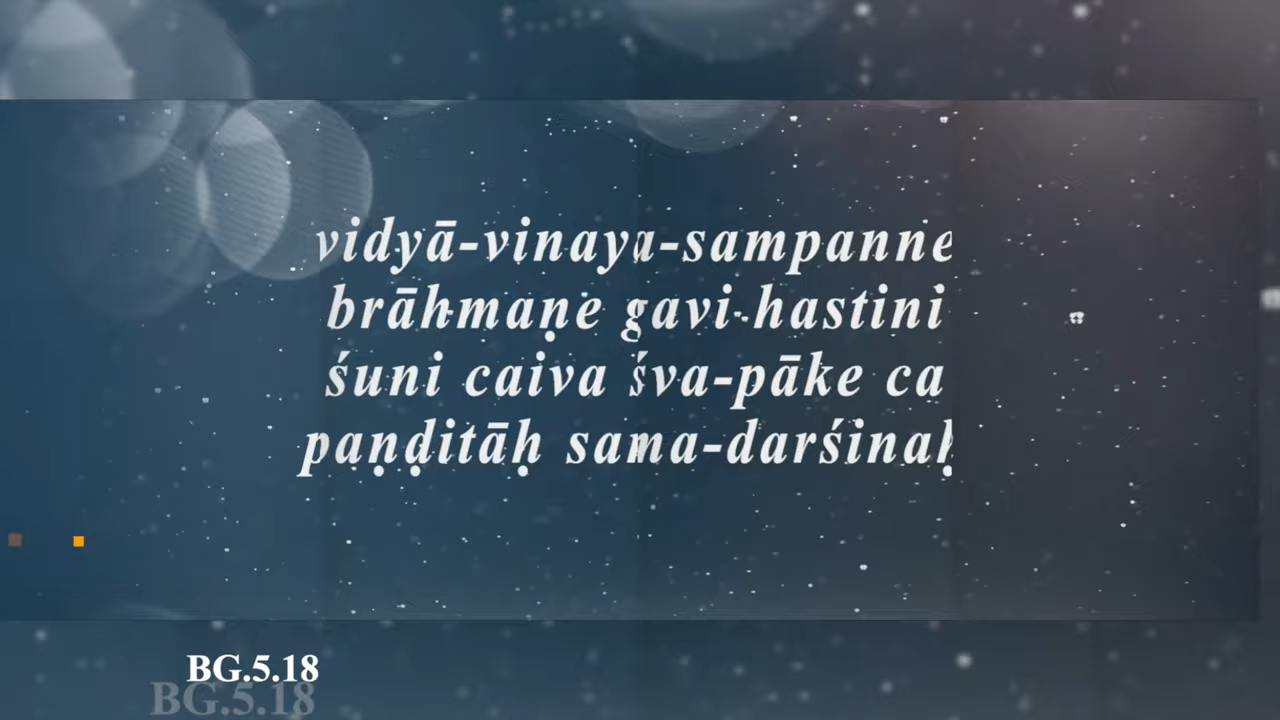 vidyā-vinaya-sampanne
brāhmaṇe gavi hastini
śuni caiva śva-pāke ca
paṇḍitāḥ sama-darśinaḥ
BG.5.18
BG.5.18